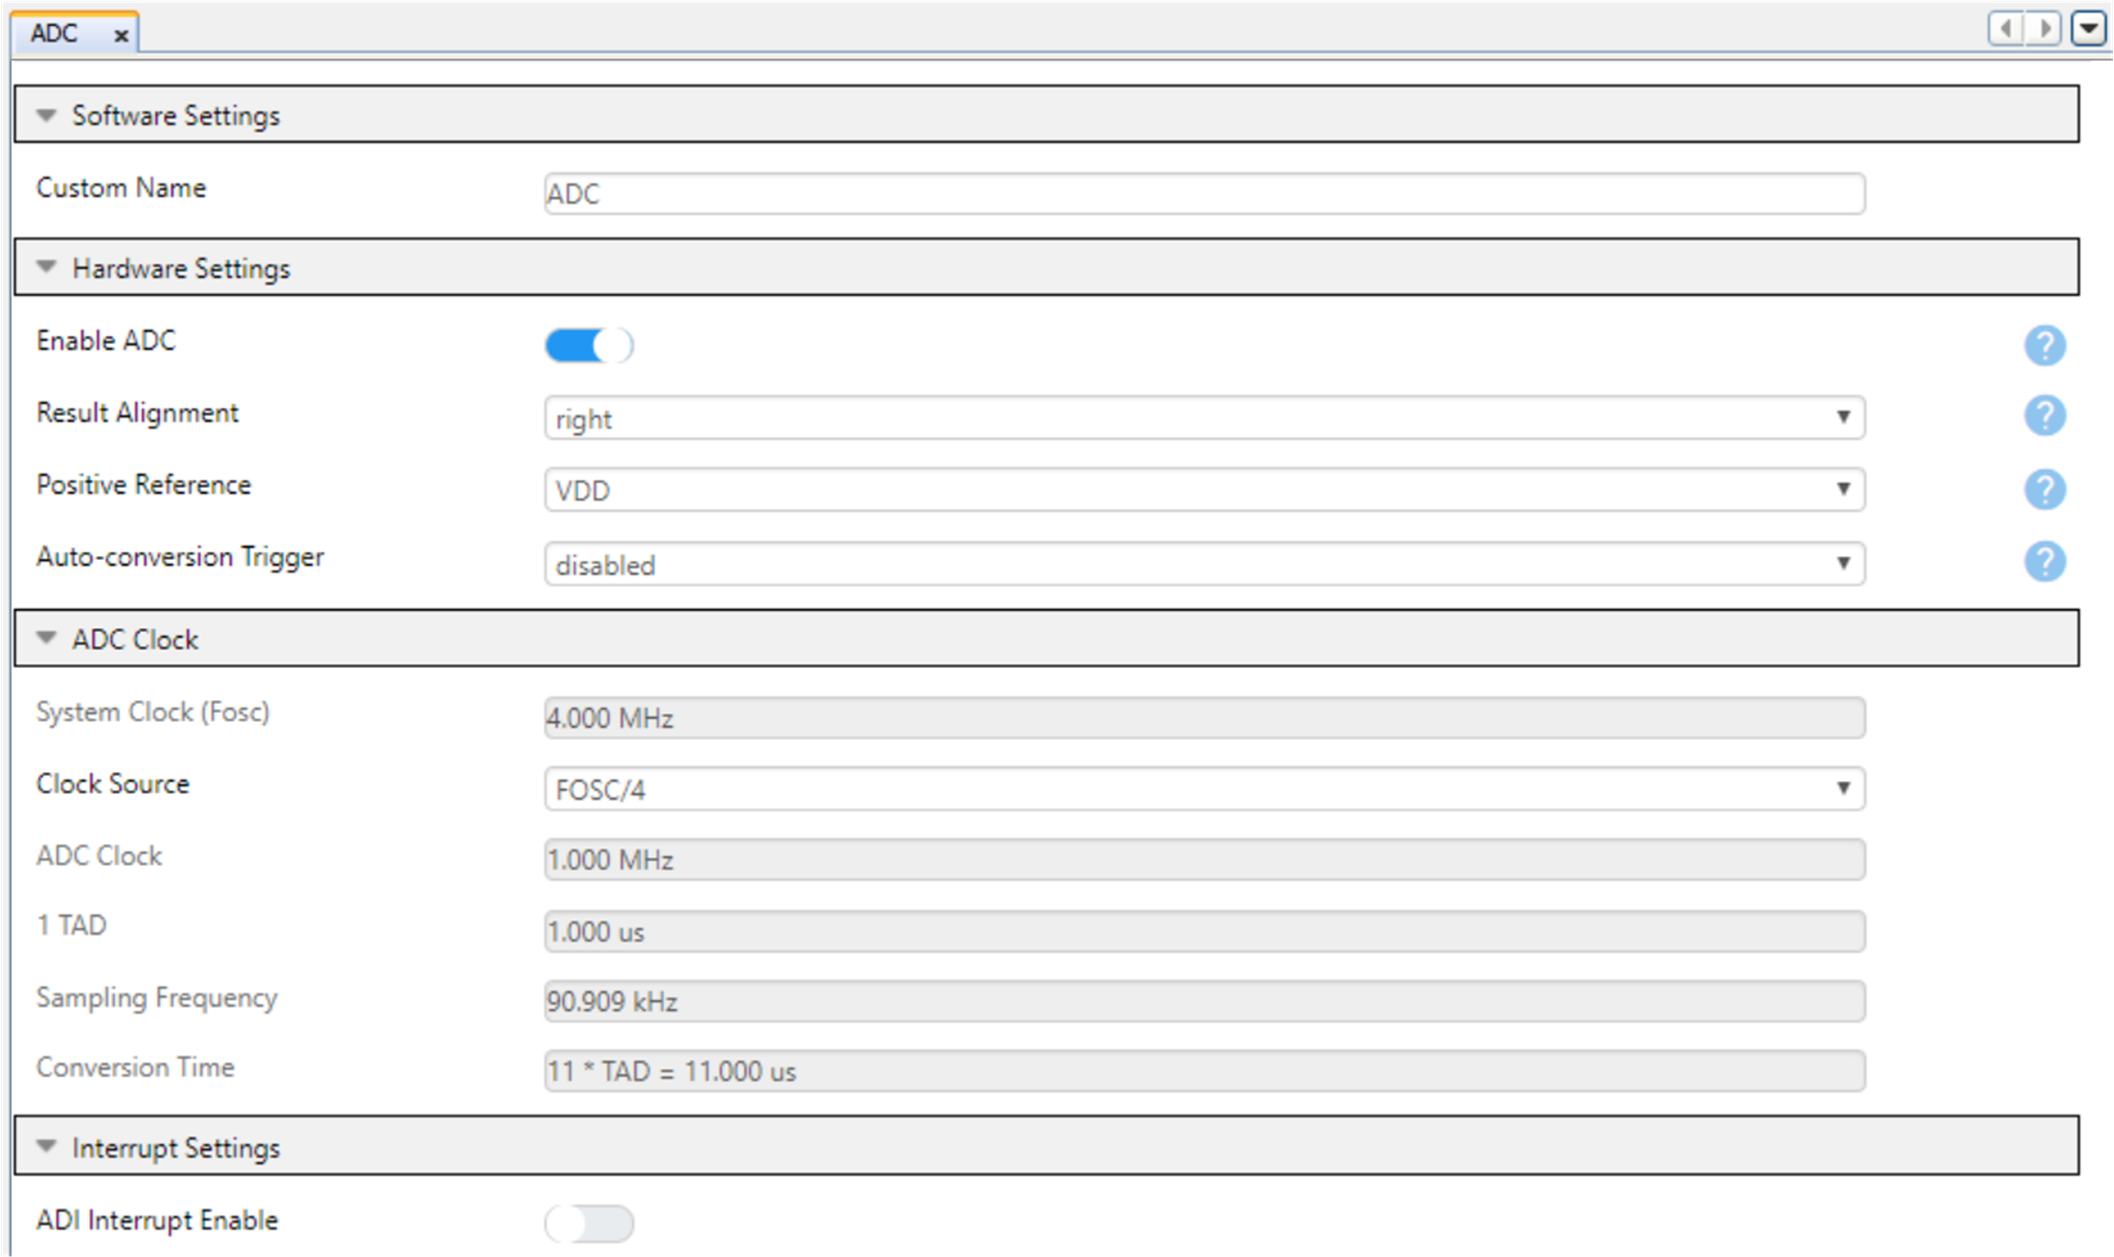 ADC x
Software Settings
Custom Name ADC
Hardware Settings
Enable ADC ?
Result Alignment right ?
Positive Reference VDD ?
Auto-conversion Trigger disabled ?
ADC Clock
System Clock (Fosc) 4.000 MHz
Clock Source FOSC/4
ADC Clock 1.000 MHz
1 TAD 1.000 us
Sampling Frequency 90.909 kHz
Conversion Time 11 * TAD = 11.000 us
Interrupt Settings
ADI Interrupt Enable